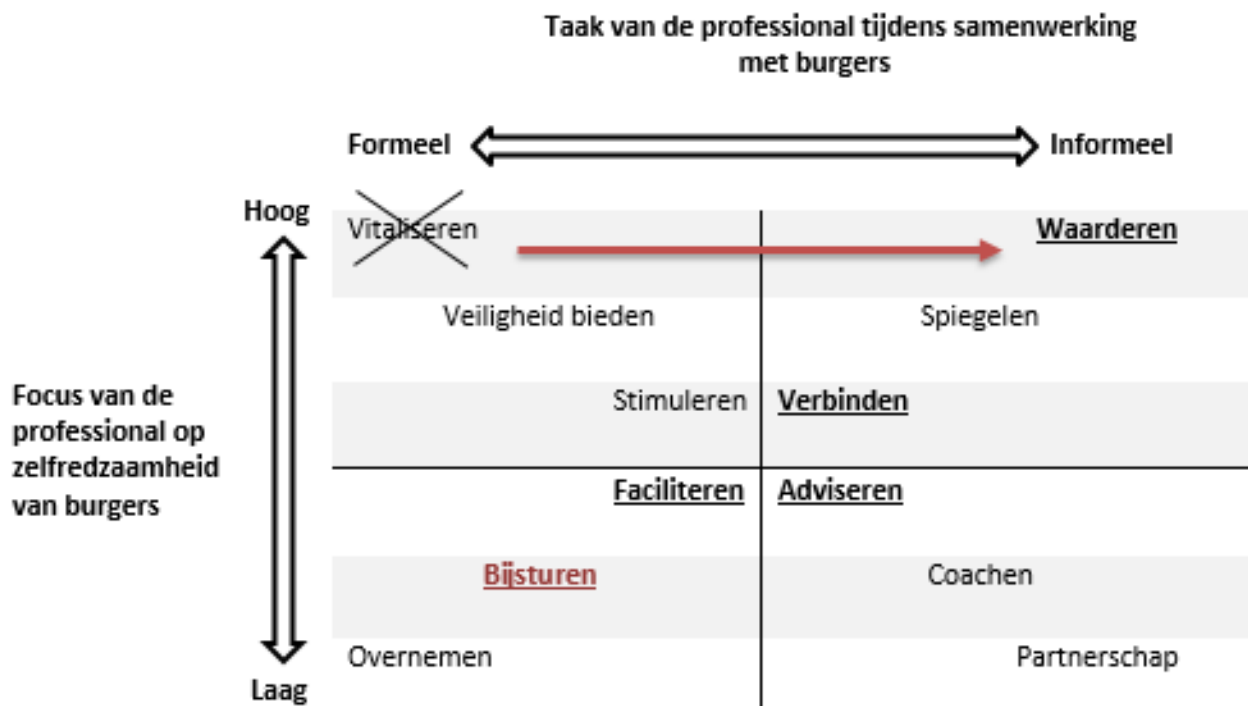 Taak van de professional tijdens samenwerking
met burgers
Formeel Informeel
Hoog
Vitaliseren Waarderen
Veiligheid bieden Spiegelen
Focus van de
professional op
zelfredzaamheid
van burgers
Stimuleren Verbinden
Faciliteren Adviseren
Bijsturen Coachen
Overnemen Partnerschap
Laag